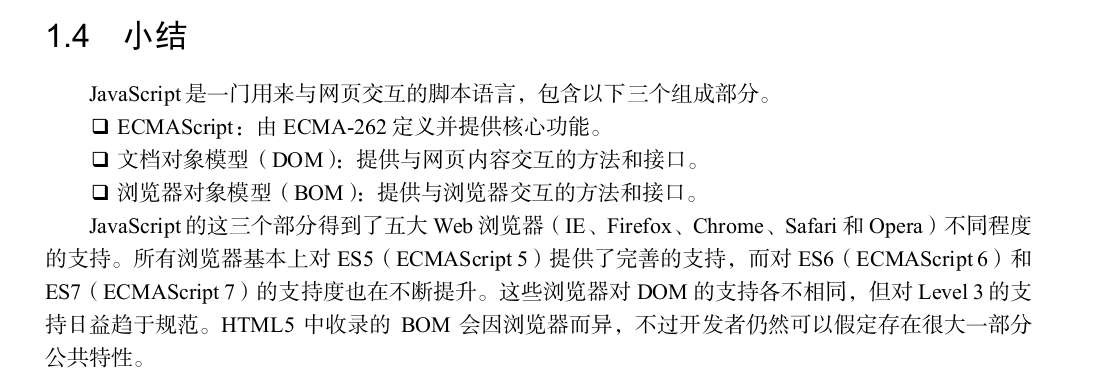 1.4 小结
JavaScript 是一门用来与网页交互的脚本语言，包含以下三个组成部分。
❑ ECMAScript：由 ECMA-262 定义并提供核心功能。
❑ 文档对象模型（DOM）：提供与网页内容交互的方法和接口。
❑ 浏览器对象模型（BOM）：提供与浏览器交互的方法和接口。
JavaScript 的这三个部分得到了五大 Web 浏览器（IE、Firefox、Chrome、Safari 和 Opera）不同程度
的支持。所有浏览器基本上对 ES5（ECMAScript 5）提供了完善的支持，而对 ES6（ECMAScript 6）和
ES7（ECMAScript 7）的支持度也在不断提升。这些浏览器对 DOM 的支持各不相同，但对 Level 3 的支
持日益趋于规范。HTML5 中收录的 BOM 会因浏览器而异，不过开发者仍然可以假定存在很大一部分
公共特性。